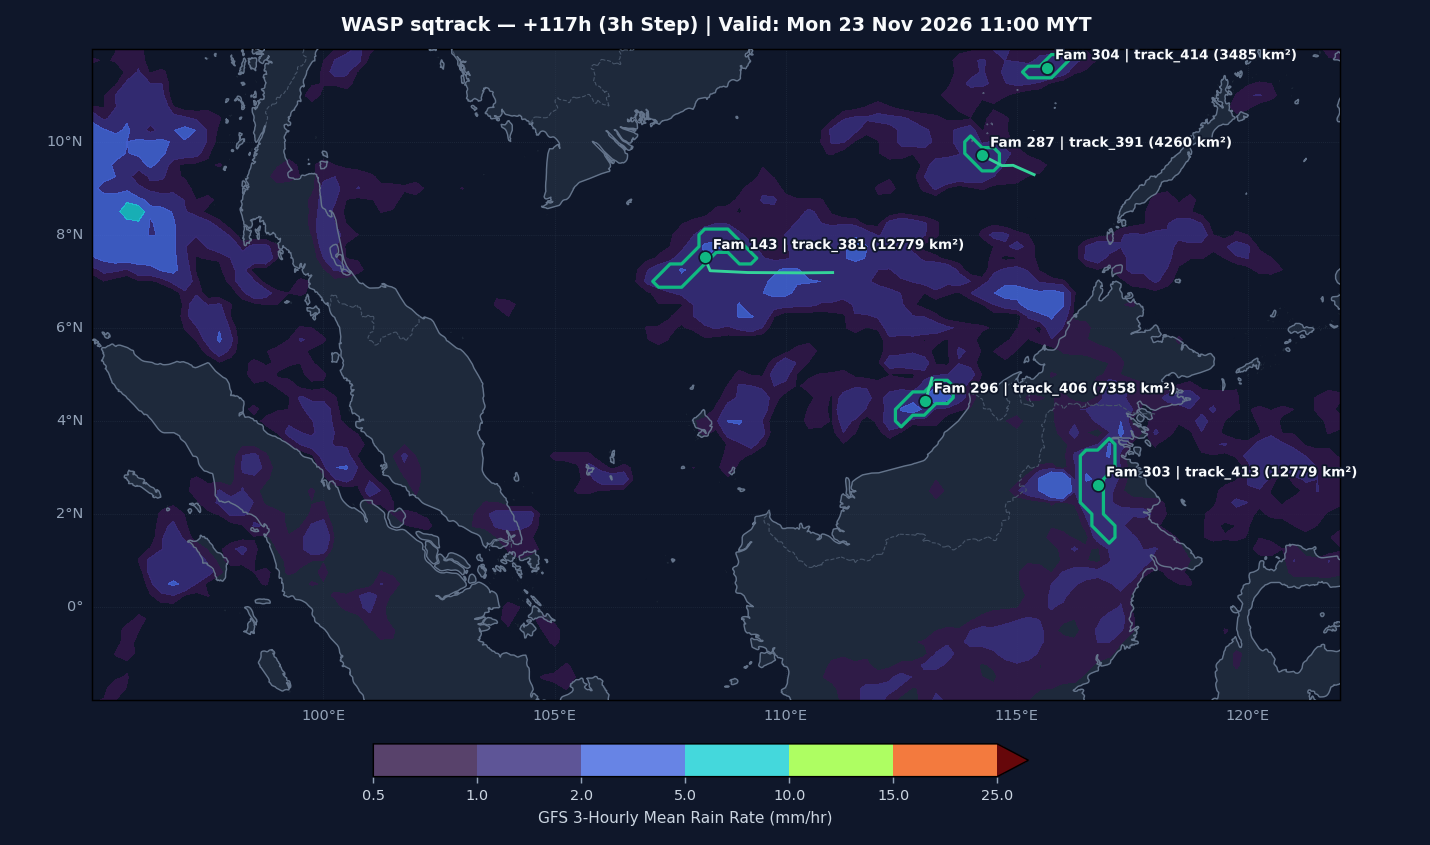 WASP sqtrack — +117h (3h Step) | Valid: Mon 23 Nov 2026 11:00 MYT
Fam 304 | track_414 (3485 km²)
10°N
Fam 287 | track_391 (4260 km²)
8°N
Fam 143 | track_381 (12779 km²)
6°N
Fam 296 | track_406 (7358 km²)
4°N
Fam 303 | track_413 (12779 km²)
2°N
0°
100°E 105°E 110°E 115°E 120°E
0.5 1.0 2.0 5.0 10.0 15.0 25.0
GFS 3-Hourly Mean Rain Rate (mm/hr)